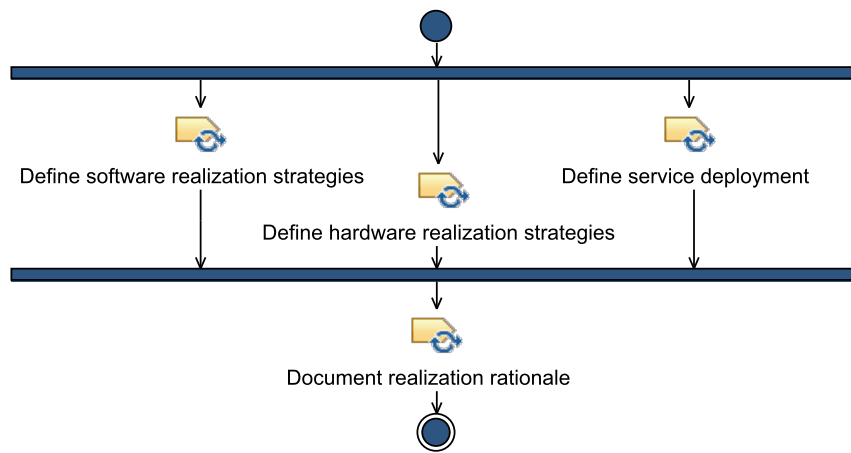 Define software realization strategies
Define service deployment
Define hardware realization strategies
Document realization rationale